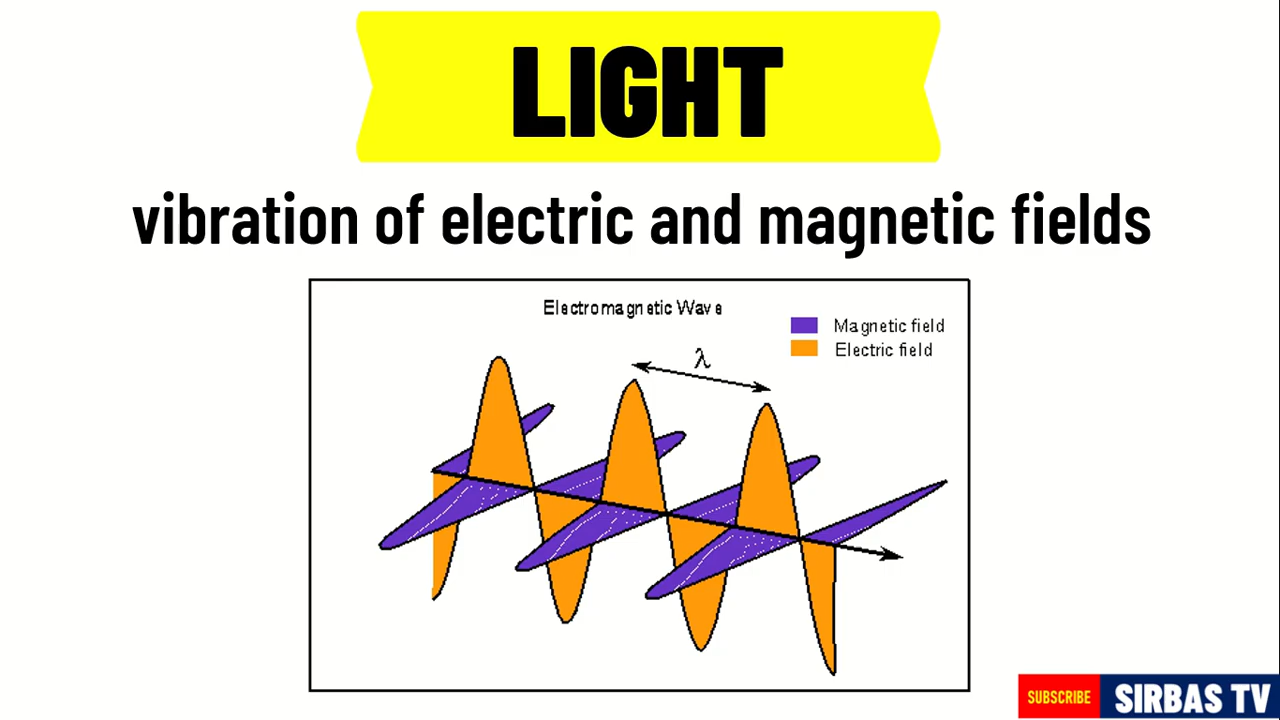 LIGHT
vibration of electric and magnetic fields
Electromagnetic Wave
Magnetic field
Electric field
λ
SUBSCRIBE SIRBAS TV